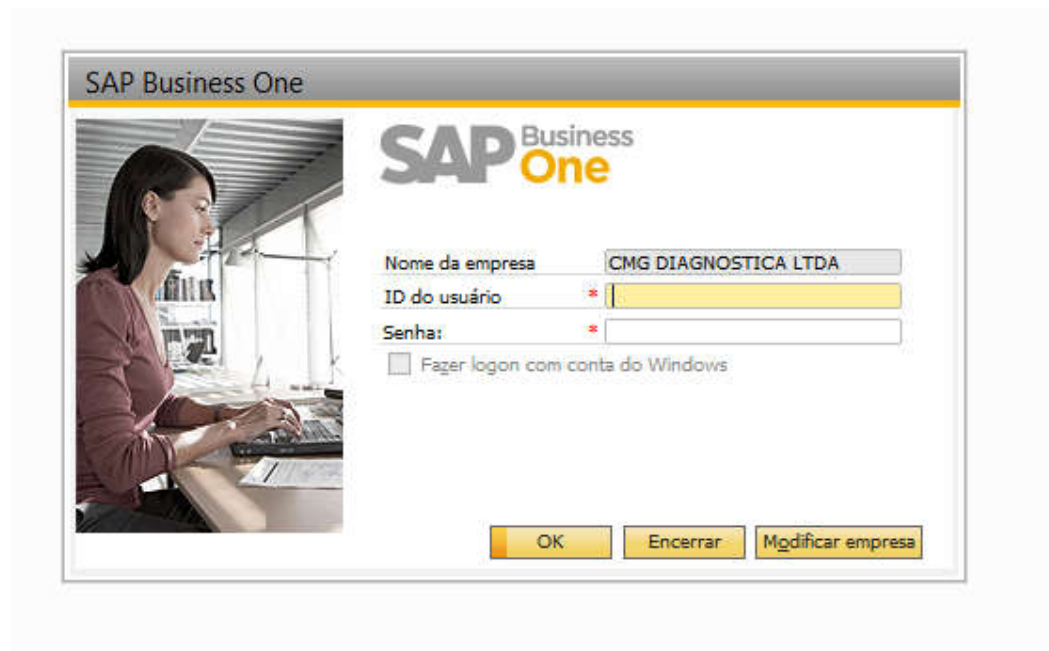 SAP Business One
SAP Business One
Nome da empresa CMG DIAGNOSTICA LTDA
ID do usuário *
Senha: *
Fazer logon com conta do Windows
OK Encerrar Modificar empresa